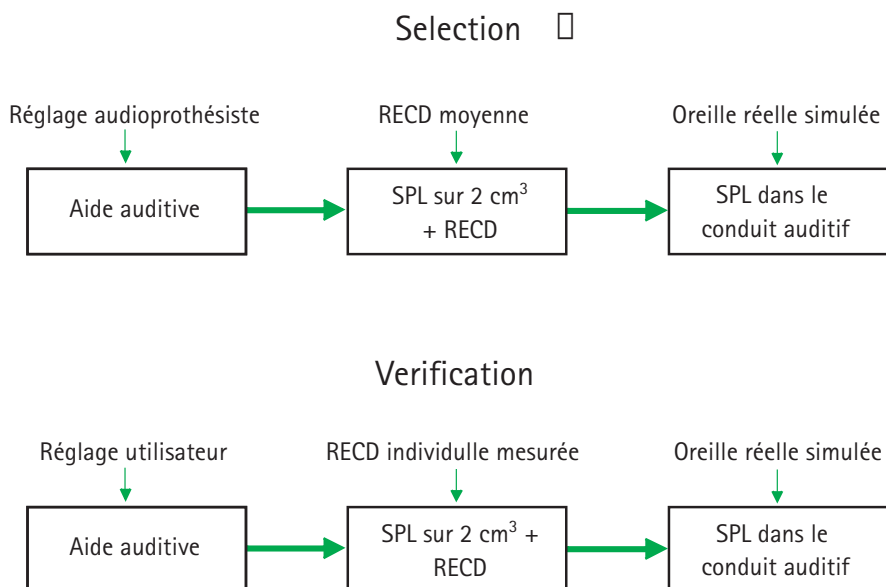 Selection
Réglage audioprothésiste
RECD moyenne
Oreille réelle simulée
Aide auditive
SPL sur 2 cm³
+ RECD
SPL dans le
conduit auditif
Verification
Réglage utilisateur
RECD individulle mesurée
Oreille réelle simulée
Aide auditive
SPL sur 2 cm³ +
RECD
SPL dans le
conduit auditif